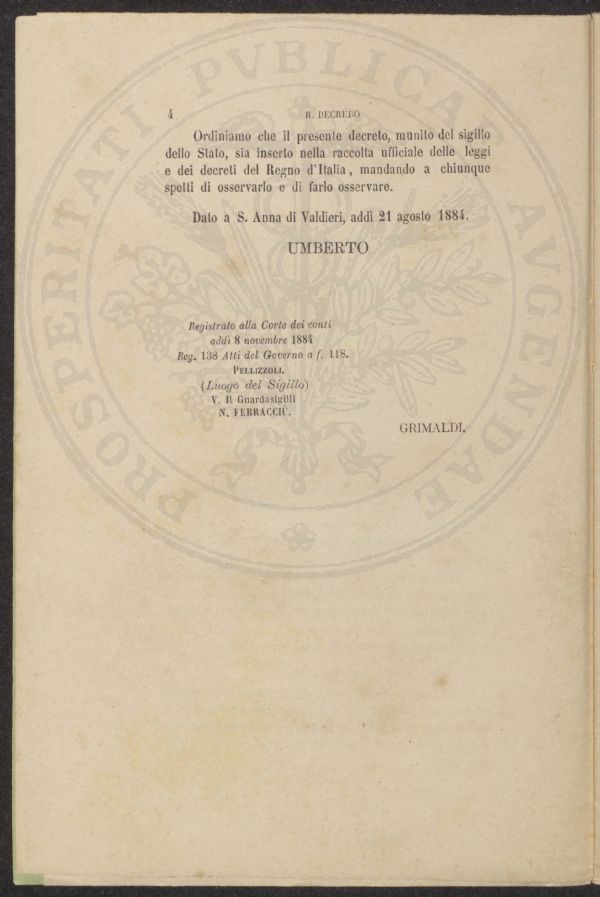 4 R. DECRETO
Ordiniamo che il presente decreto, munito del sigillo
dello Stato, sia inserto nella raccolta ufficiale delle leggi
e dei decreti del Regno d'Italia, mandando a chiunque
spetti di osservarlo e di farlo osservare.
Dato a S. Anna di Valdieri, addì 21 agosto 1884.
UMBERTO
Registrato alla Corte dei conti
addì 8 novembre 1884
Reg. 138 Atti del Governo a f. 118.
PELLIZZOLI.
(Luogo del Sigillo)
V. Il Guardasigilli
N. FERRACCIÙ.
GRIMALDI.
PROSPERITATI PVBLICAE AVGENDAE